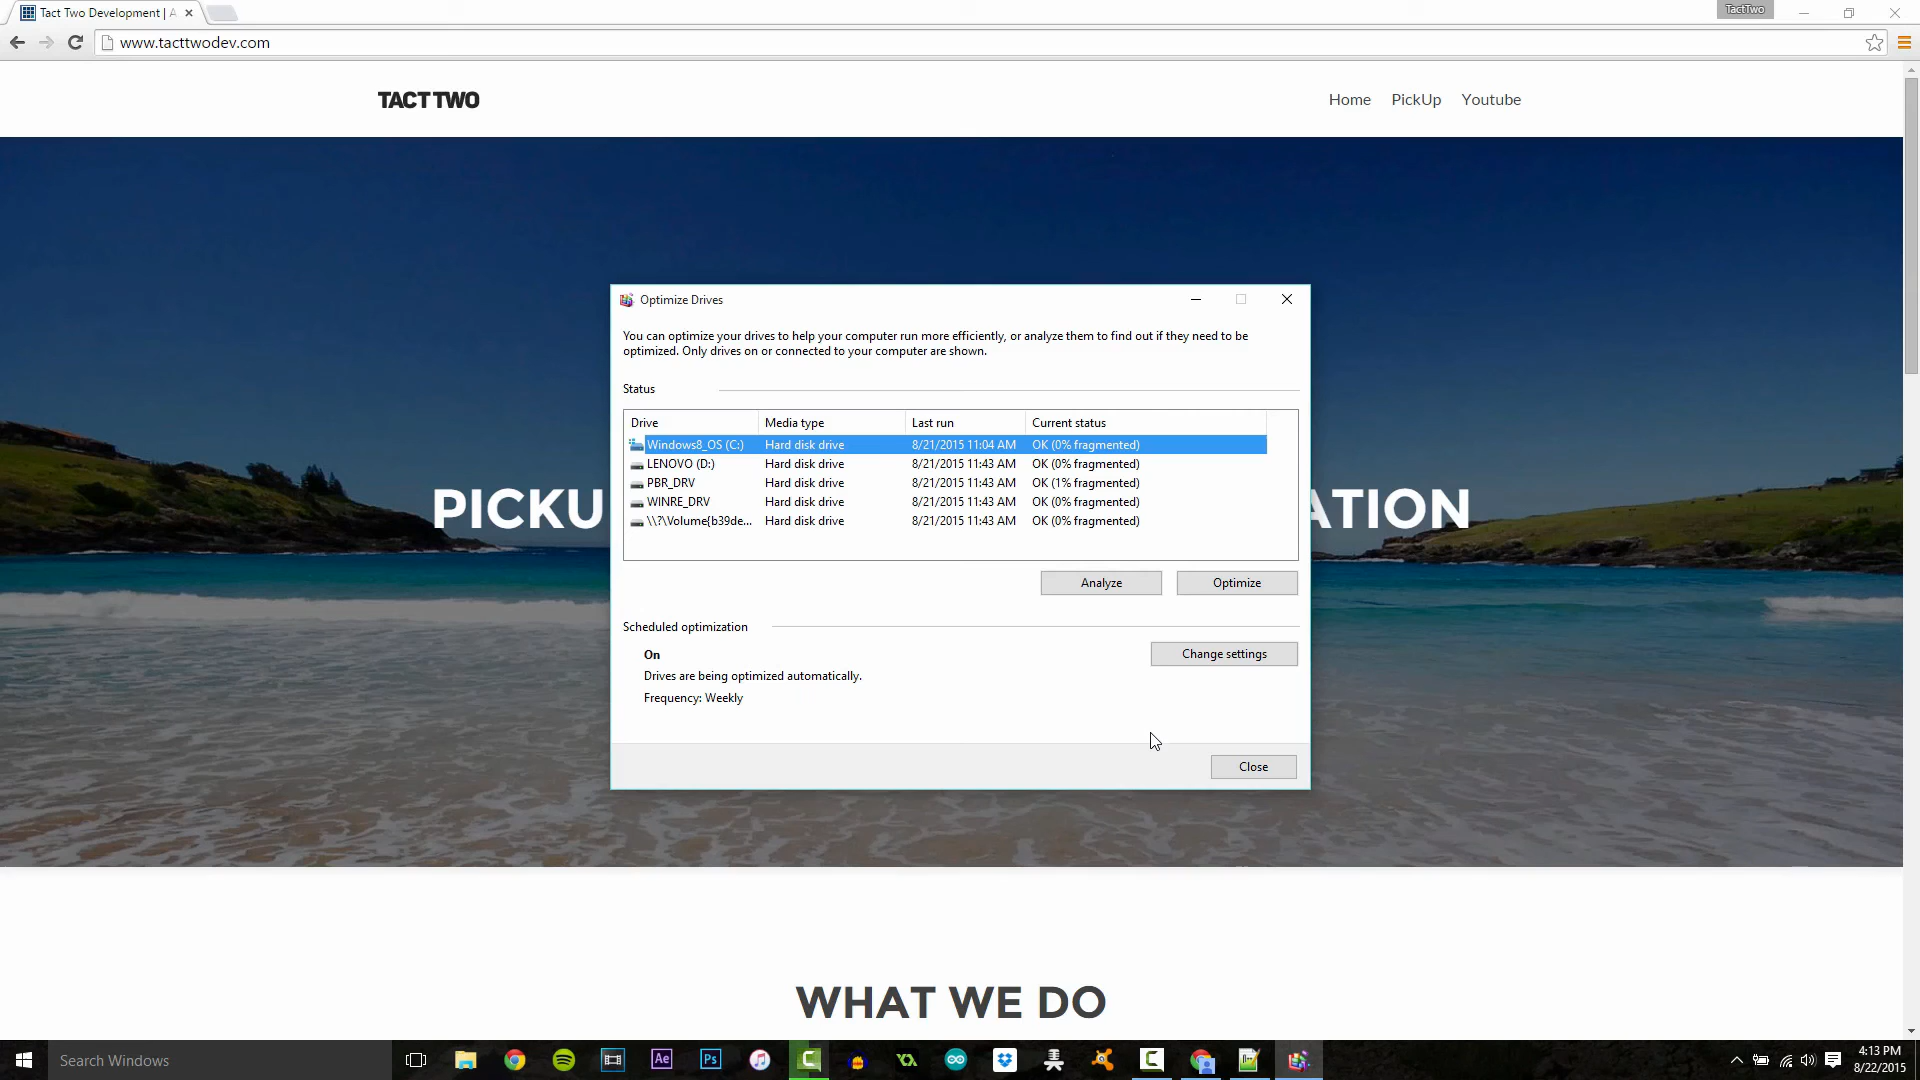 Tact Two Development | A
TactTwo
www.tacttwodev.com
TACT TWO
Home PickUp Youtube
PICKU
ATION
Optimize Drives
You can optimize your drives to help your computer run more efficiently, or analyze them to find out if they need to be
optimized. Only drives on or connected to your computer are shown.
Status
Drive Media type Last run Current status
Windows8_OS (C:) Hard disk drive 8/21/2015 11:04 AM OK (0% fragmented)
LENOVO (D:) Hard disk drive 8/21/2015 11:43 AM OK (0% fragmented)
PBR_DRV Hard disk drive 8/21/2015 11:43 AM OK (1% fragmented)
WINRE_DRV Hard disk drive 8/21/2015 11:43 AM OK (0% fragmented)
\\?\Volume{b39de... Hard disk drive 8/21/2015 11:43 AM OK (0% fragmented)
Analyze Optimize
Scheduled optimization
On
Change settings
Drives are being optimized automatically.
Frequency: Weekly
Close
WHAT WE DO
Search Windows
Ae
Ps
4:13 PM
8/22/2015